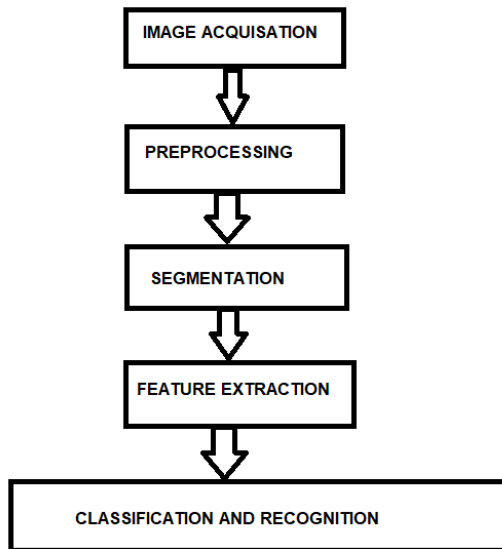 IMAGE ACQUISATION
PREPROCESSING
SEGMENTATION
FEATURE EXTRACTION
CLASSIFICATION AND RECOGNITION